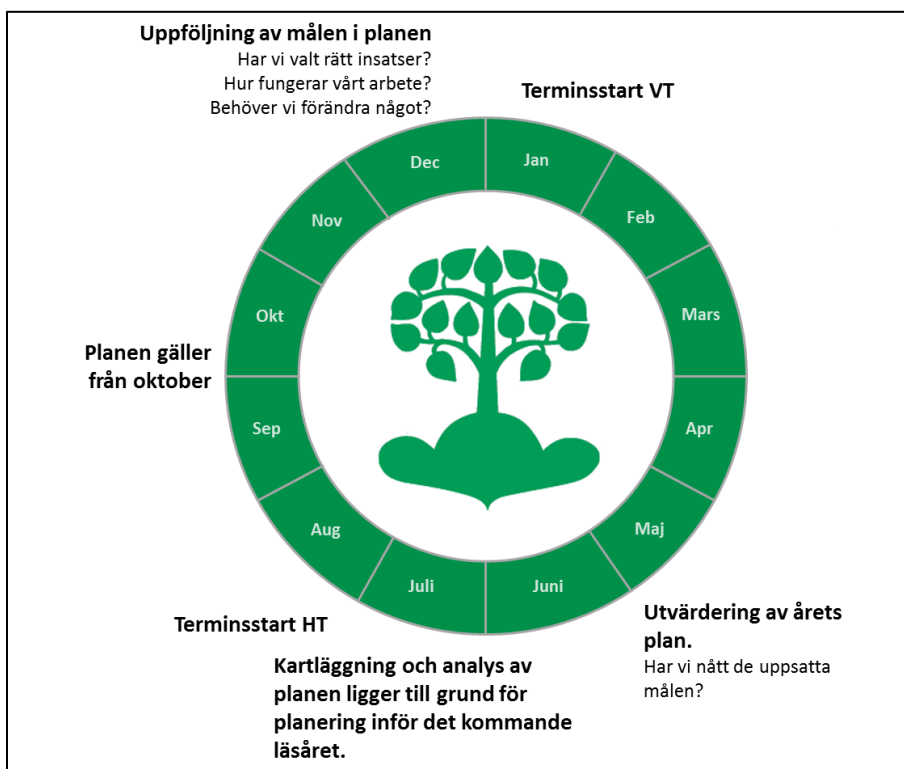 Uppföljning av målen i planen
Har vi valt rätt insatser?
Hur fungerar vårt arbete?
Behöver vi förändra något?
Terminsstart VT
Dec
Jan
Nov
Feb
Okt
Mars
Planen gäller
från oktober
Sep
Apr
Aug
Maj
Juli
Juni
Terminsstart HT
Utvärdering av årets
plan.
Har vi nått de uppsatta
målen?
Kartläggning och analys av
planen ligger till grund för
planering inför det kommande
läsåret.